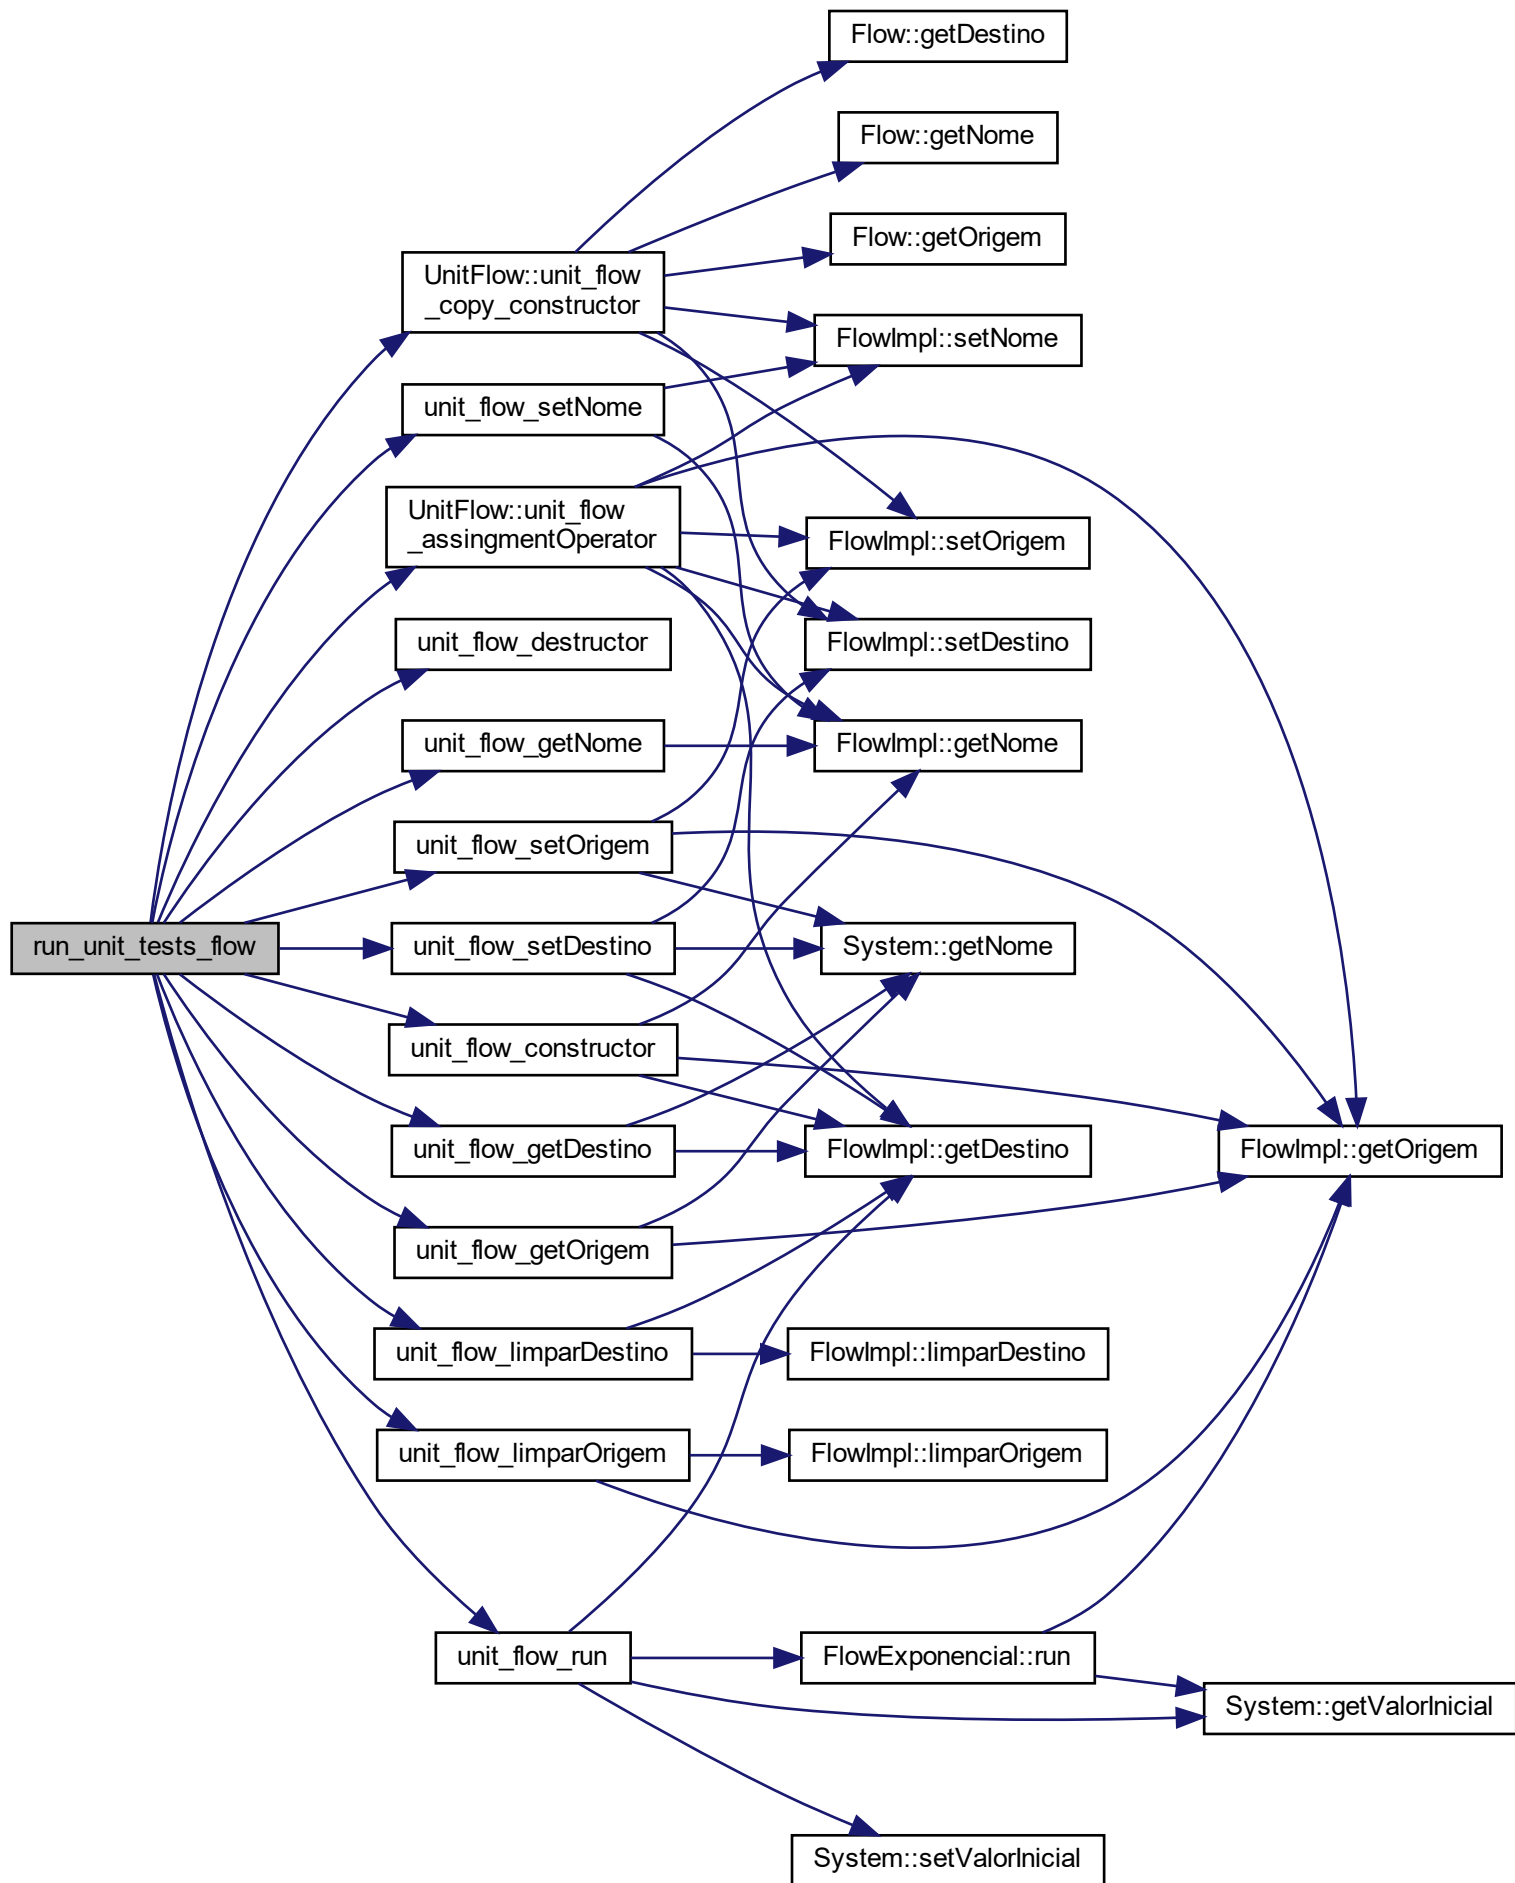 Flow::getDestino
Flow::getNome
Flow::getOrigem
UnitFlow::unit_flow
_copy_constructor
FlowImpl::setNome
unit_flow_setNome
UnitFlow::unit_flow
_assingmentOperator
FlowImpl::setOrigem
unit_flow_destructor
FlowImpl::setDestino
unit_flow_getNome
FlowImpl::getNome
unit_flow_setOrigem
run_unit_tests_flow
unit_flow_setDestino
System::getNome
unit_flow_constructor
unit_flow_getDestino
FlowImpl::getDestino
FlowImpl::getOrigem
unit_flow_getOrigem
unit_flow_limparDestino
FlowImpl::limparDestino
unit_flow_limparOrigem
FlowImpl::limparOrigem
unit_flow_run
FlowExponencial::run
System::getValorInicial
System::setValorInicial